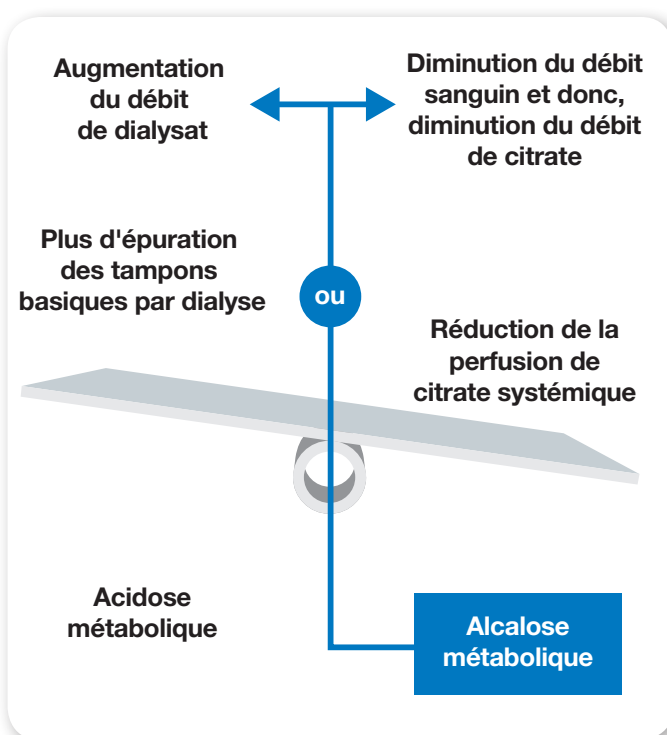 Augmentation
du débit
de dialysat
Diminution du débit
sanguin et donc,
diminution du débit
de citrate
Plus d'épuration
des tampons
basiques par dialyse
ou
Réduction de la
perfusion de
citrate systémique
Acidose
métabolique
Alcalose
métabolique